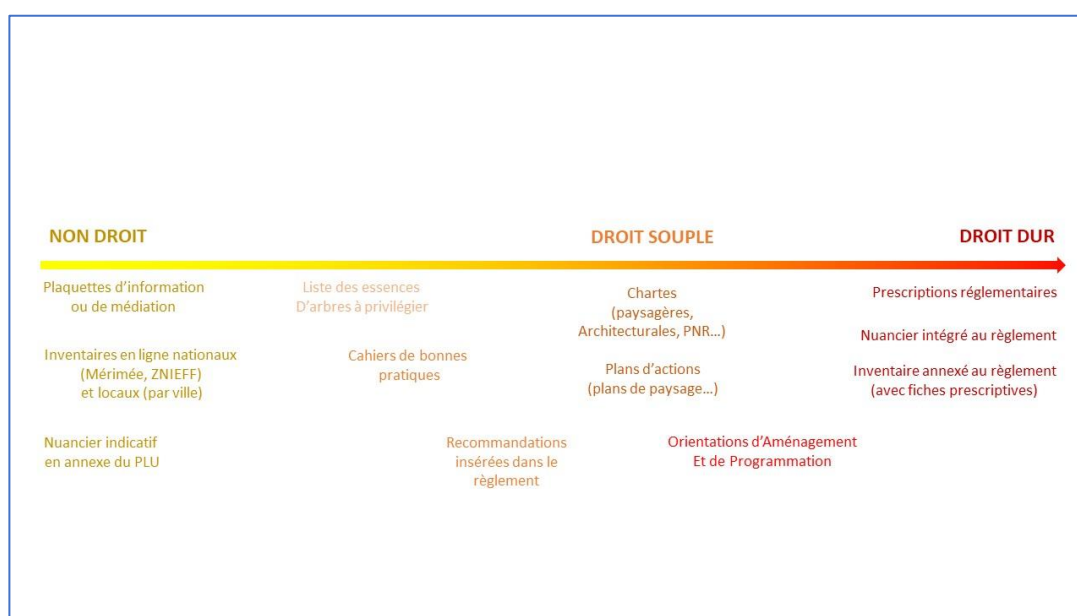 NON DROIT
DROIT SOUPLE
DROIT DUR
Plaquettes d'information
ou de médiation
Inventaires en ligne nationaux
(Mérimée, ZNIEFF)
et locaux (par ville)
Nuancier indicatif
en annexe du PLU
Liste des essences
D'arbres à privilégier
Cahiers de bonnes
pratiques
Recommandations
insérées dans le
règlement
Chartes
(paysagères,
Architecturales, PNR...)
Plans d'actions
(plans de paysage...)
Orientations d'Aménagement
Et de Programmation
Prescriptions réglementaires
Nuancier intégré au règlement
Inventaire annexé au règlement
(avec fiches prescriptives)